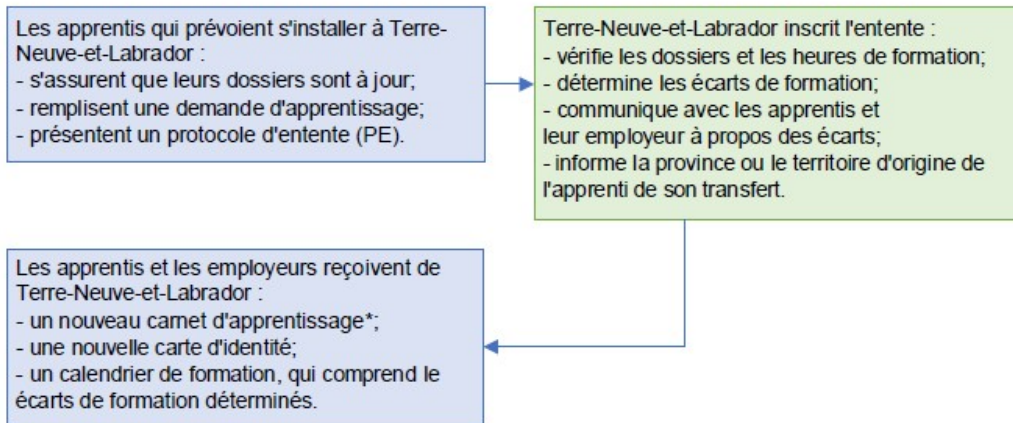 Les apprentis qui prévoient s'installer à Terre-
Neuve-et-Labrador :
- s'assurent que leurs dossiers sont à jour;
- remplisent une demande d'apprentissage;
- présentent un protocole d'entente (PE).
Terre-Neuve-et-Labrador inscrit l'entente :
- vérifie les dossiers et les heures de formation;
- détermine les écarts de formation;
- communique avec les apprentis et
leur employeur à propos des écarts;
- informe la province ou le territoire d'origine de
l'apprenti de son transfert.
Les apprentis et les employeurs reçoivent de
Terre-Neuve-et-Labrador :
- un nouveau carnet d'apprentissage*;
- une nouvelle carte d'identité;
- un calendrier de formation, qui comprend le
écarts de formation déterminés.